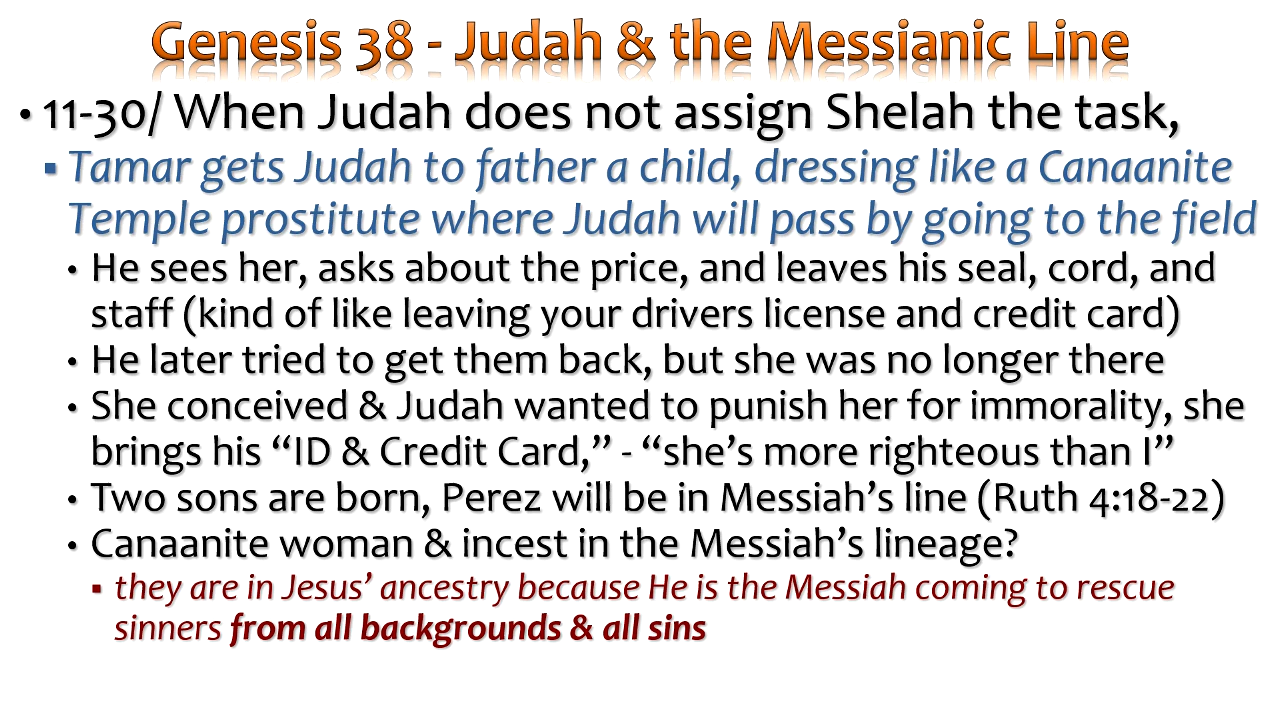 Genesis 38 - Judah & the Messianic Line
• 11-30/ When Judah does not assign Shelah the task,
▪ Tamar gets Judah to father a child, dressing like a Canaanite
Temple prostitute where Judah will pass by going to the field
• He sees her, asks about the price, and leaves his seal, cord, and
staff (kind of like leaving your drivers license and credit card)
• He later tried to get them back, but she was no longer there
• She conceived & Judah wanted to punish her for immorality, she
brings his “ID & Credit Card,” - “she’s more righteous than I”
• Two sons are born, Perez will be in Messiah’s line (Ruth 4:18-22)
• Canaanite woman & incest in the Messiah’s lineage?
▪ they are in Jesus’ ancestry because He is the Messiah coming to rescue
sinners from all backgrounds & all sins